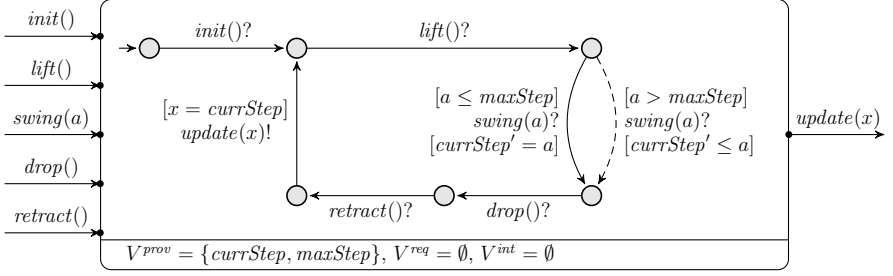 init()
lift()
swing(a)
drop()
retract()
init()?
lift()?
[x = currStep]
update(x)!
[a ≤ maxStep]
swing(a)?
[currStep′ = a]
[a > maxStep]
swing(a)?
[currStep′ ≤ a]
retract()?
drop()?
update(x)
V^prov = {currStep, maxStep}, V^req = ∅, V^int = ∅